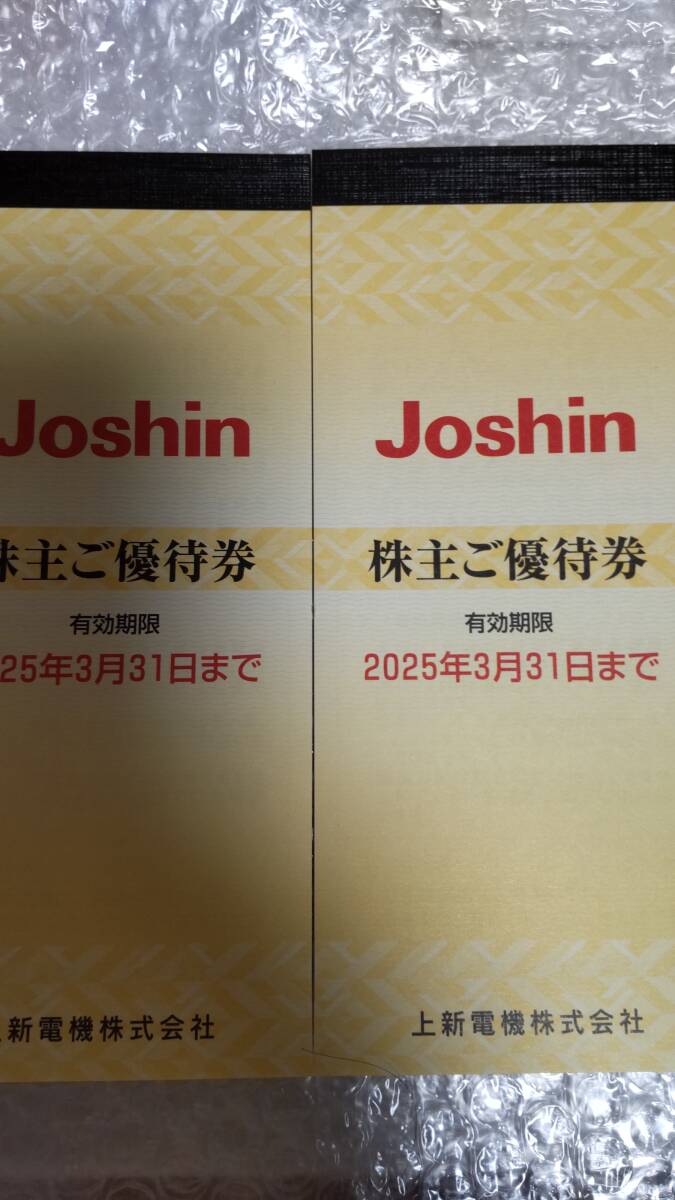 Joshin
株主ご優待券
有効期限
25年3月31日まで
新電機株式会社
Joshin
株主ご優待券
有効期限
2025年3月31日まで
上新電機株式会社